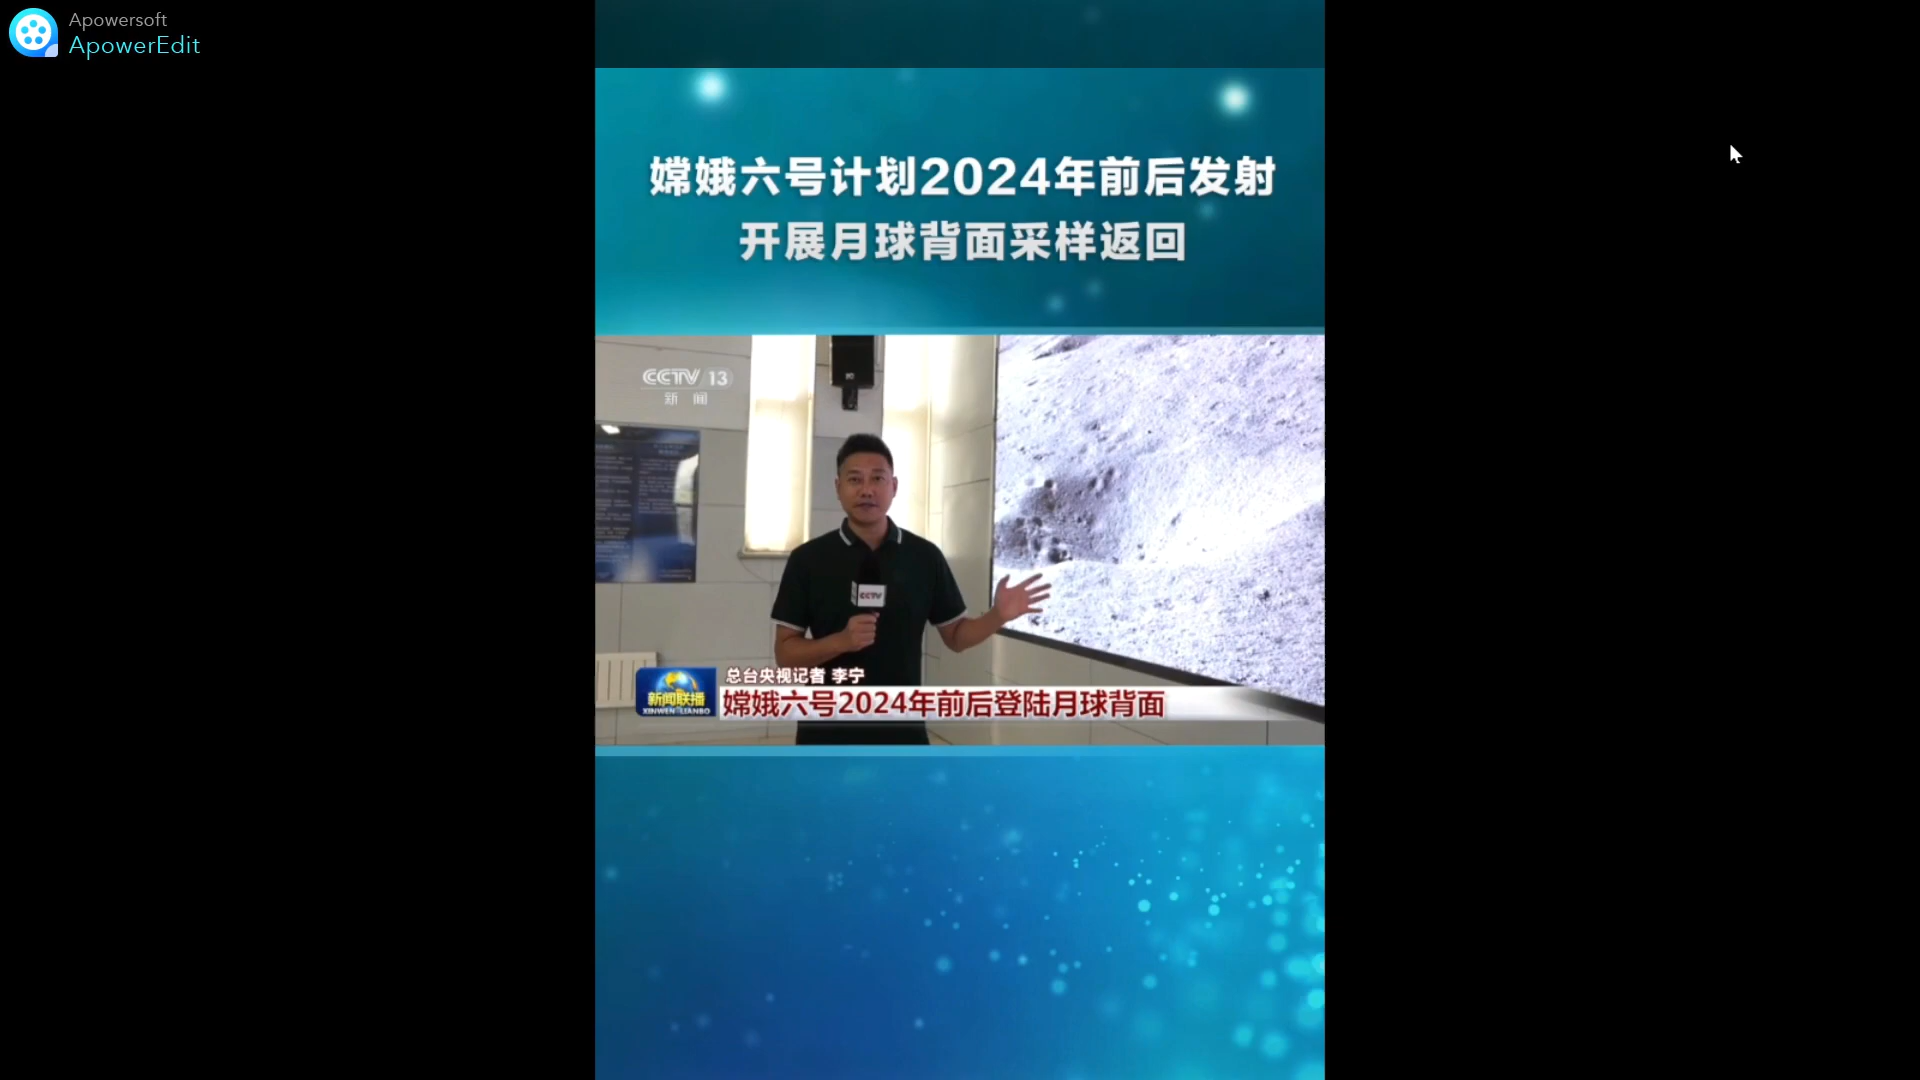 Apowersoft
ApowerEdit
嫦娥六号计划2024年前后发射
开展月球背面采样返回
CCTV 13
新闻
CCTV
总台央视记者 李宁
新闻联播
XINWEN LIANBO
嫦娥六号2024年前后登陆月球背面